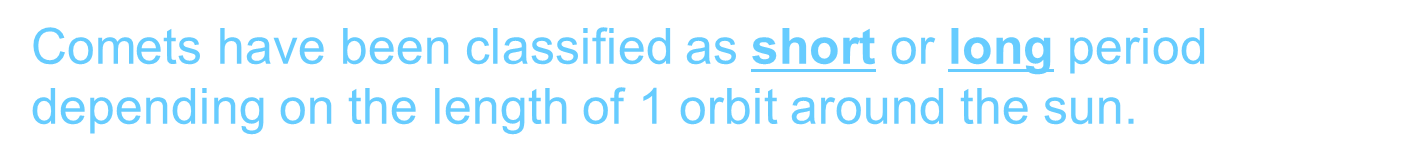 Comets have been classified as short or long period
depending on the length of 1 orbit around the sun.